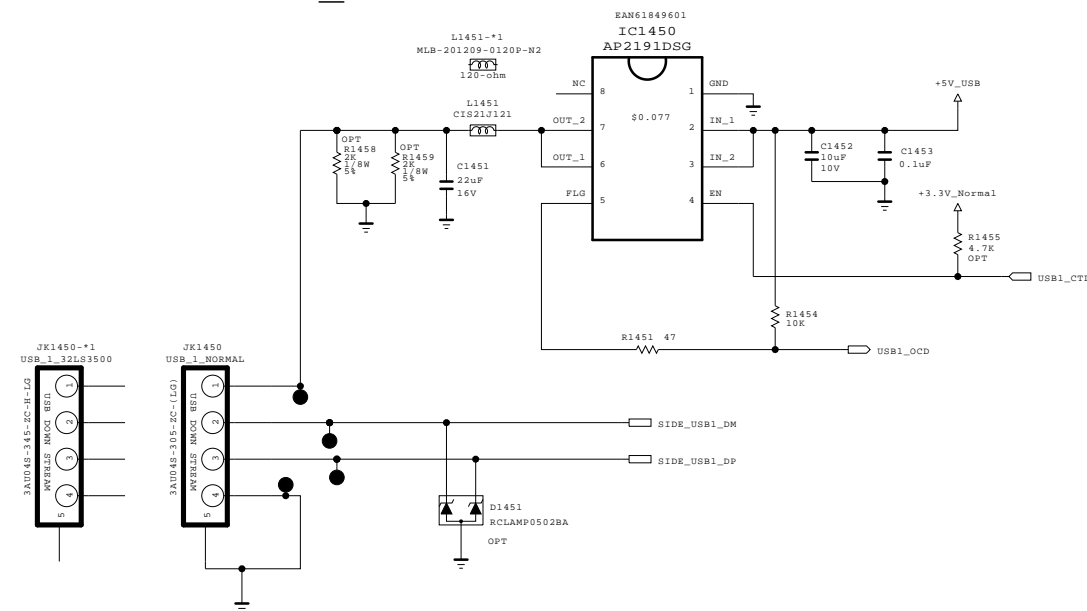 EAN61849601
IC1450
AP2191DSG
L1451-*1
MLB-201209-0120P-N2
120-ohm
NC
8
1
GND
+5V_USB
L1451
CIS21J121
$0.077
OUT_2
7
2
IN_1
OPT
R1458
2K
1/8W
5%
OPT
R1459
2K
1/8W
5%
C1451
22uF
16V
OUT_1
6
3
IN_2
C1452
10uF
10V
C1453
0.1uF
FLG
5
4
EN
+3.3V_Normal
R1455
4.7K
OPT
USB1_CTL
R1454
10K
R1451 47
USB1_OCD
JK1450-*1
USB_1_32LS3500
JK1450
USB_1_NORMAL
3AU04S-345-ZC-H-LG
USB DOWN STREAM
1
2
3
4
5
3AU04S-305-ZC-(LG)
USB DOWN STREAM
1
2
3
4
5
SIDE_USB1_DM
SIDE_USB1_DP
D1451
RCLAMP0502BA
OPT